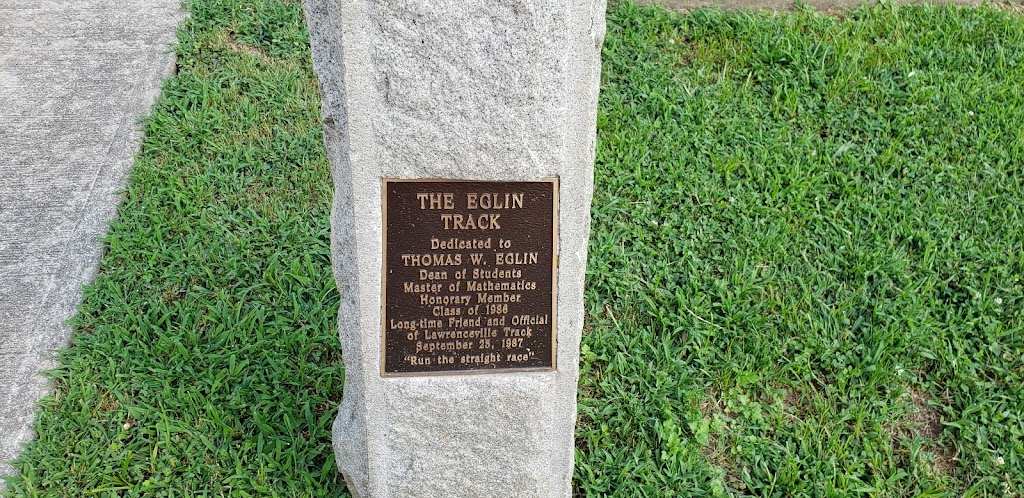 THE EGLIN
TRACK
Dedicated to
THOMAS W. EGLIN
Dean of Students
Master of Mathematics
Honorary Member
Class of 1986
Long-time Friend and Official
of Lawrenceville Track
September 25, 1987
"Run the straight race"